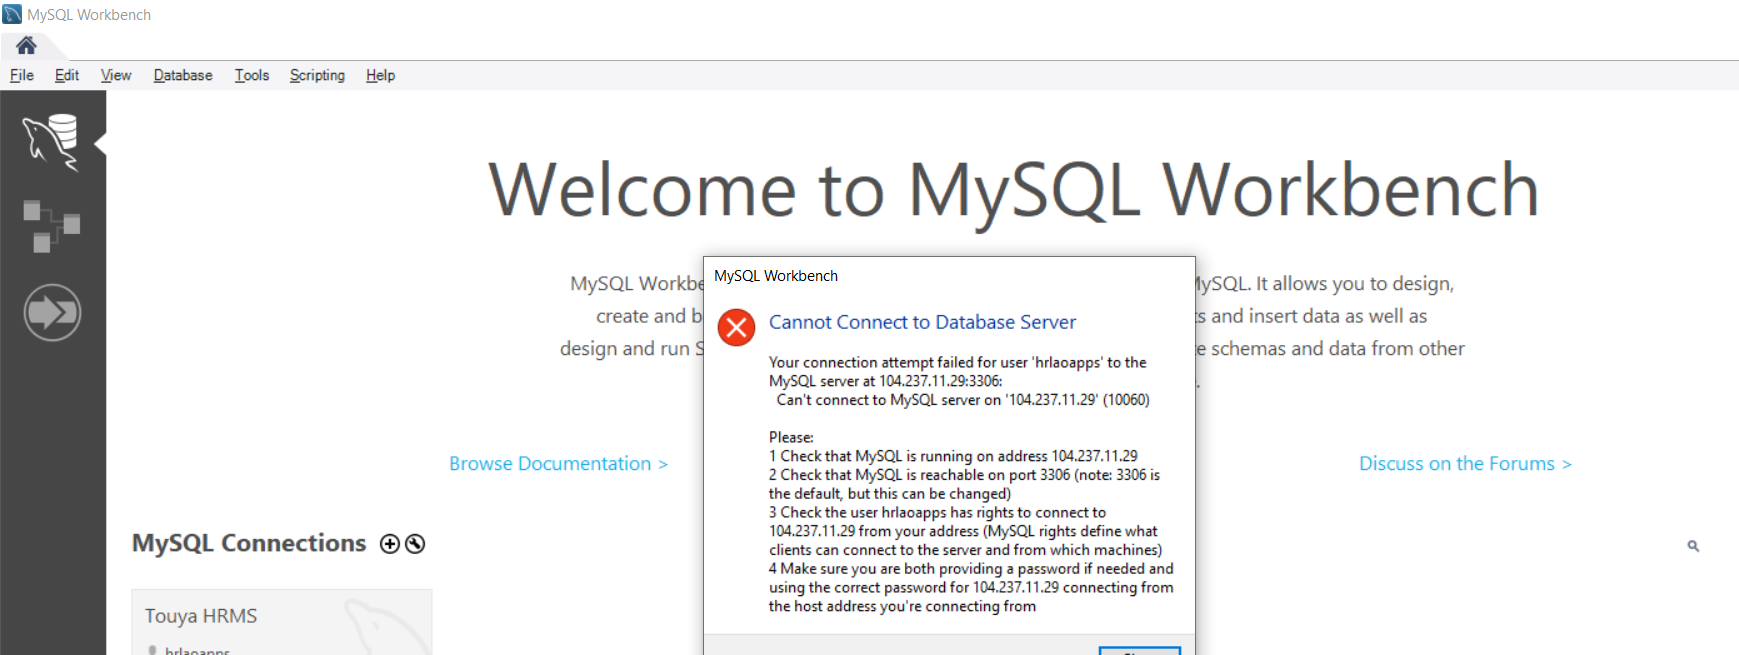 MySQL Workbench
File Edit View Database Tools Scripting Help
Welcome to MySQL Workbench
MySQL. It allows you to design,
create and
and insert data as well as
design and run
schemas and data from other
MySQL Workbench
Cannot Connect to Database Server
Your connection attempt failed for user 'hrlaoapps' to the
MySQL server at 104.237.11.29:3306:
Can't connect to MySQL server on '104.237.11.29' (10060)
Please:
1 Check that MySQL is running on address 104.237.11.29
2 Check that MySQL is reachable on port 3306 (note: 3306 is
the default, but this can be changed)
3 Check the user hrlaoapps has rights to connect to
104.237.11.29 from your address (MySQL rights define what
clients can connect to the server and from which machines)
4 Make sure you are both providing a password if needed and
using the correct password for 104.237.11.29 connecting from
the host address you're connecting from
Browse Documentation >
Discuss on the Forums >
MySQL Connections
Touya HRMS
hrlaoapps